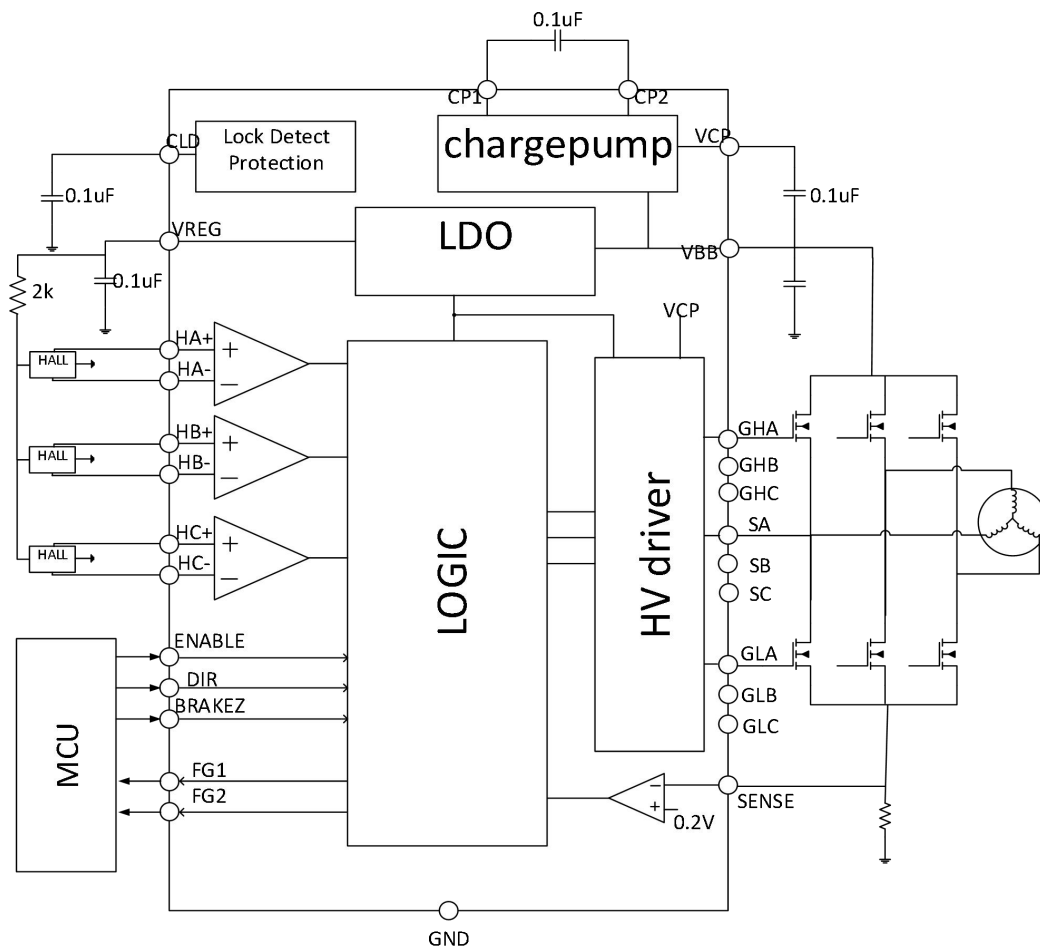 0.1uF
CP1
CP2
CLD
Lock Detect
Protection
chargepump
VCP
0.1uF
0.1uF
VREG
LDO
VBB
0.1uF
2k
VCP
HALL
HA+
HA-
+
−
HALL
HB+
HB-
+
−
HALL
HC+
HC-
+
−
LOGIC
HV driver
GHA
GHB
GHC
SA
SB
SC
GLA
GLB
GLC
MCU
ENABLE
DIR
BRAKEZ
FG1
FG2
−
+
0.2V
SENSE
GND